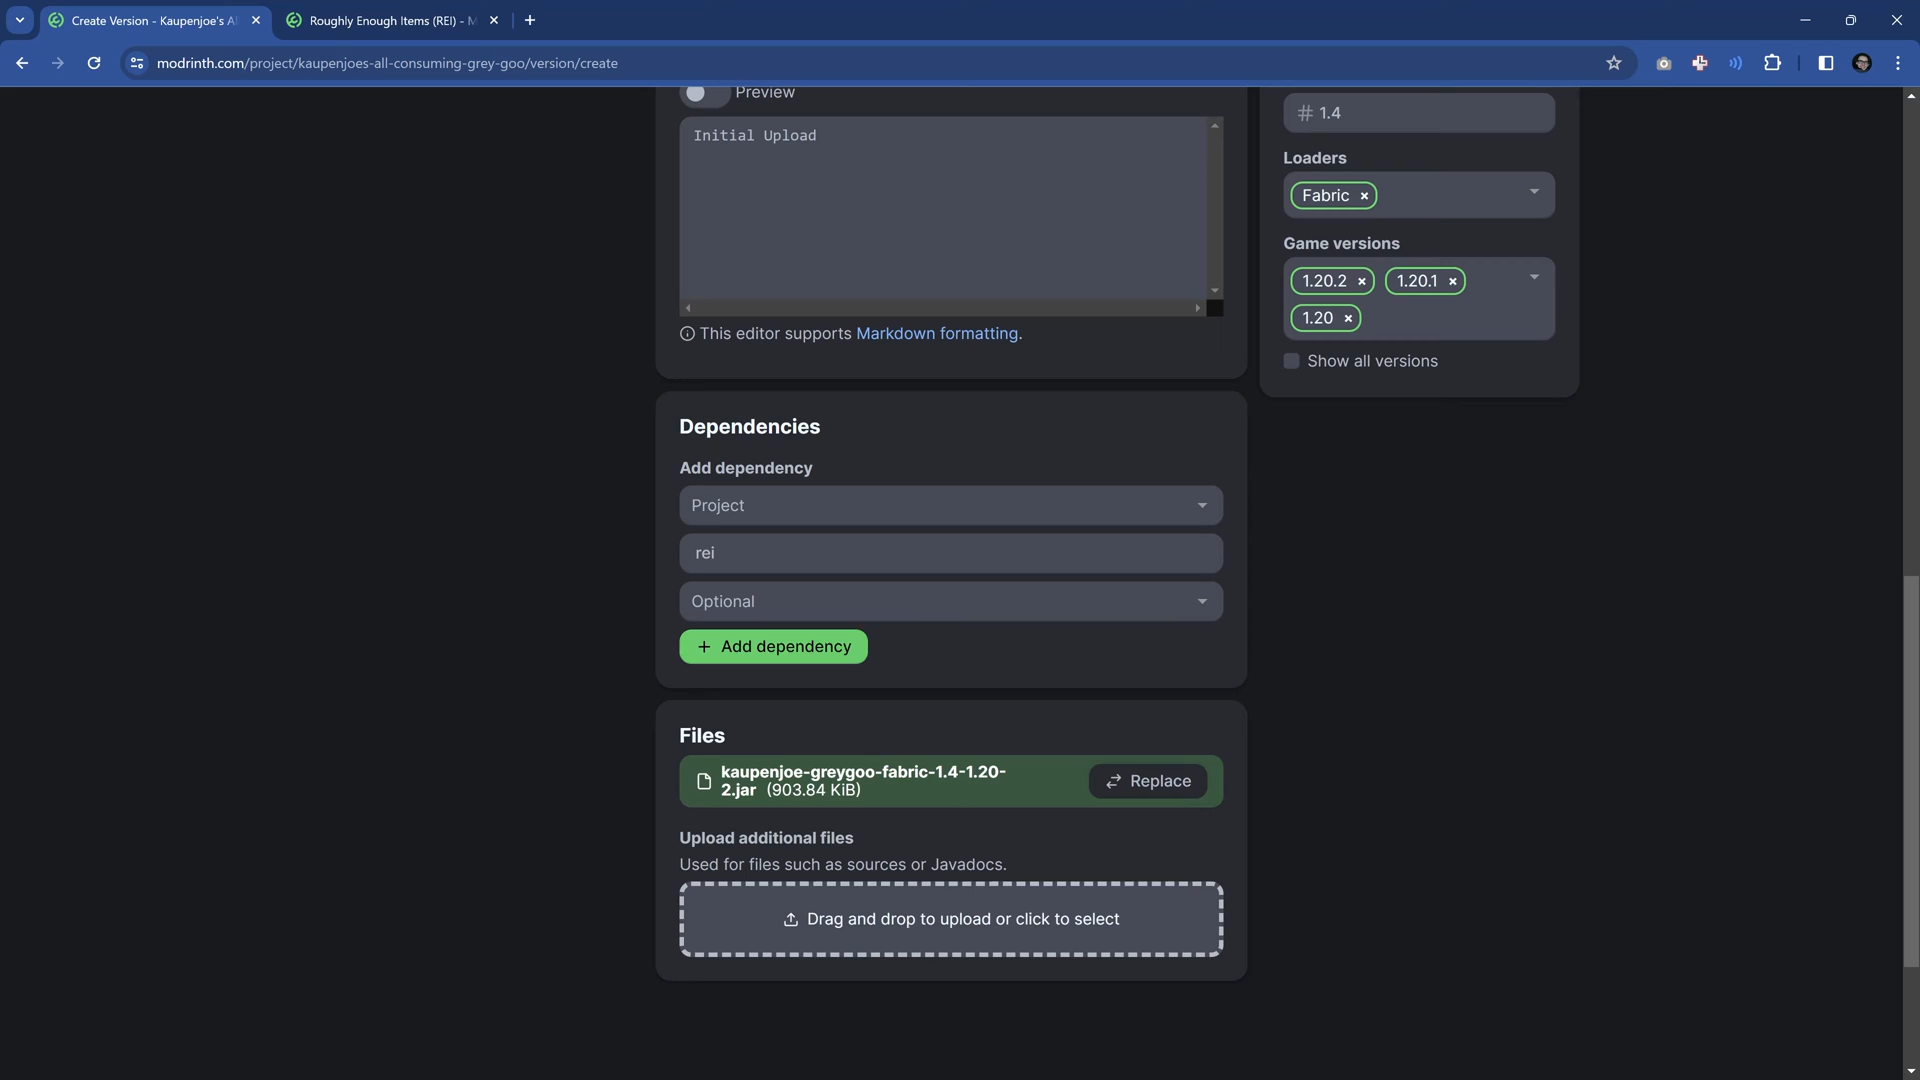 Create Version - Kaupenjoe's Al
Roughly Enough Items (REI) - M
modrinth.com/project/kaupenjoes-all-consuming-grey-goo/version/create
Preview
Initial Upload
This editor supports Markdown formatting.
# 1.4
Loaders
Fabric ×
Game versions
1.20.2 × 1.20.1 ×
1.20 ×
Show all versions
Dependencies
Add dependency
Project
rei
Optional
+ Add dependency
Files
kaupenjoe-greygoo-fabric-1.4-1.20-
2.jar (903.84 KiB)
Replace
Upload additional files
Used for files such as sources or Javadocs.
Drag and drop to upload or click to select